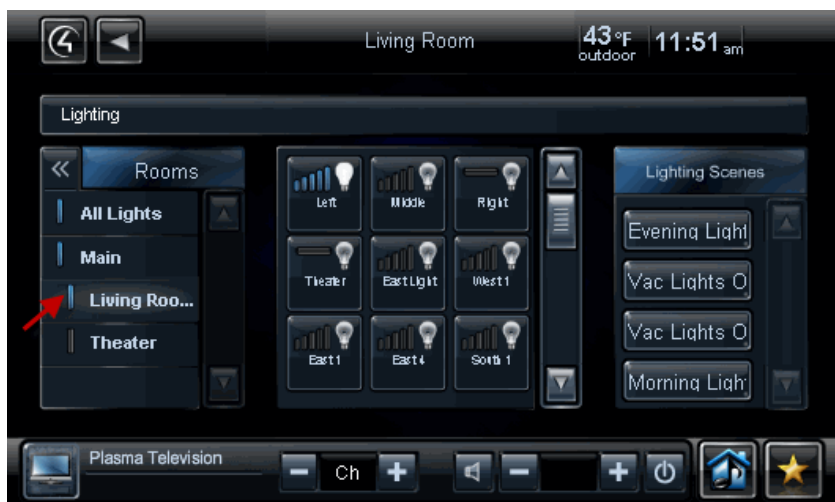 Living Room
43 °F
outdoor
11:51 am
Lighting
Rooms
All Lights
Main
Living Roo...
Theater
Left
Middle
Right
Theater
East Light
West 1
East 1
East 4
South 1
Lighting Scenes
Evening Light
Vac Lights O
Vac Lights O
Morning Ligh
Plasma Television
Ch